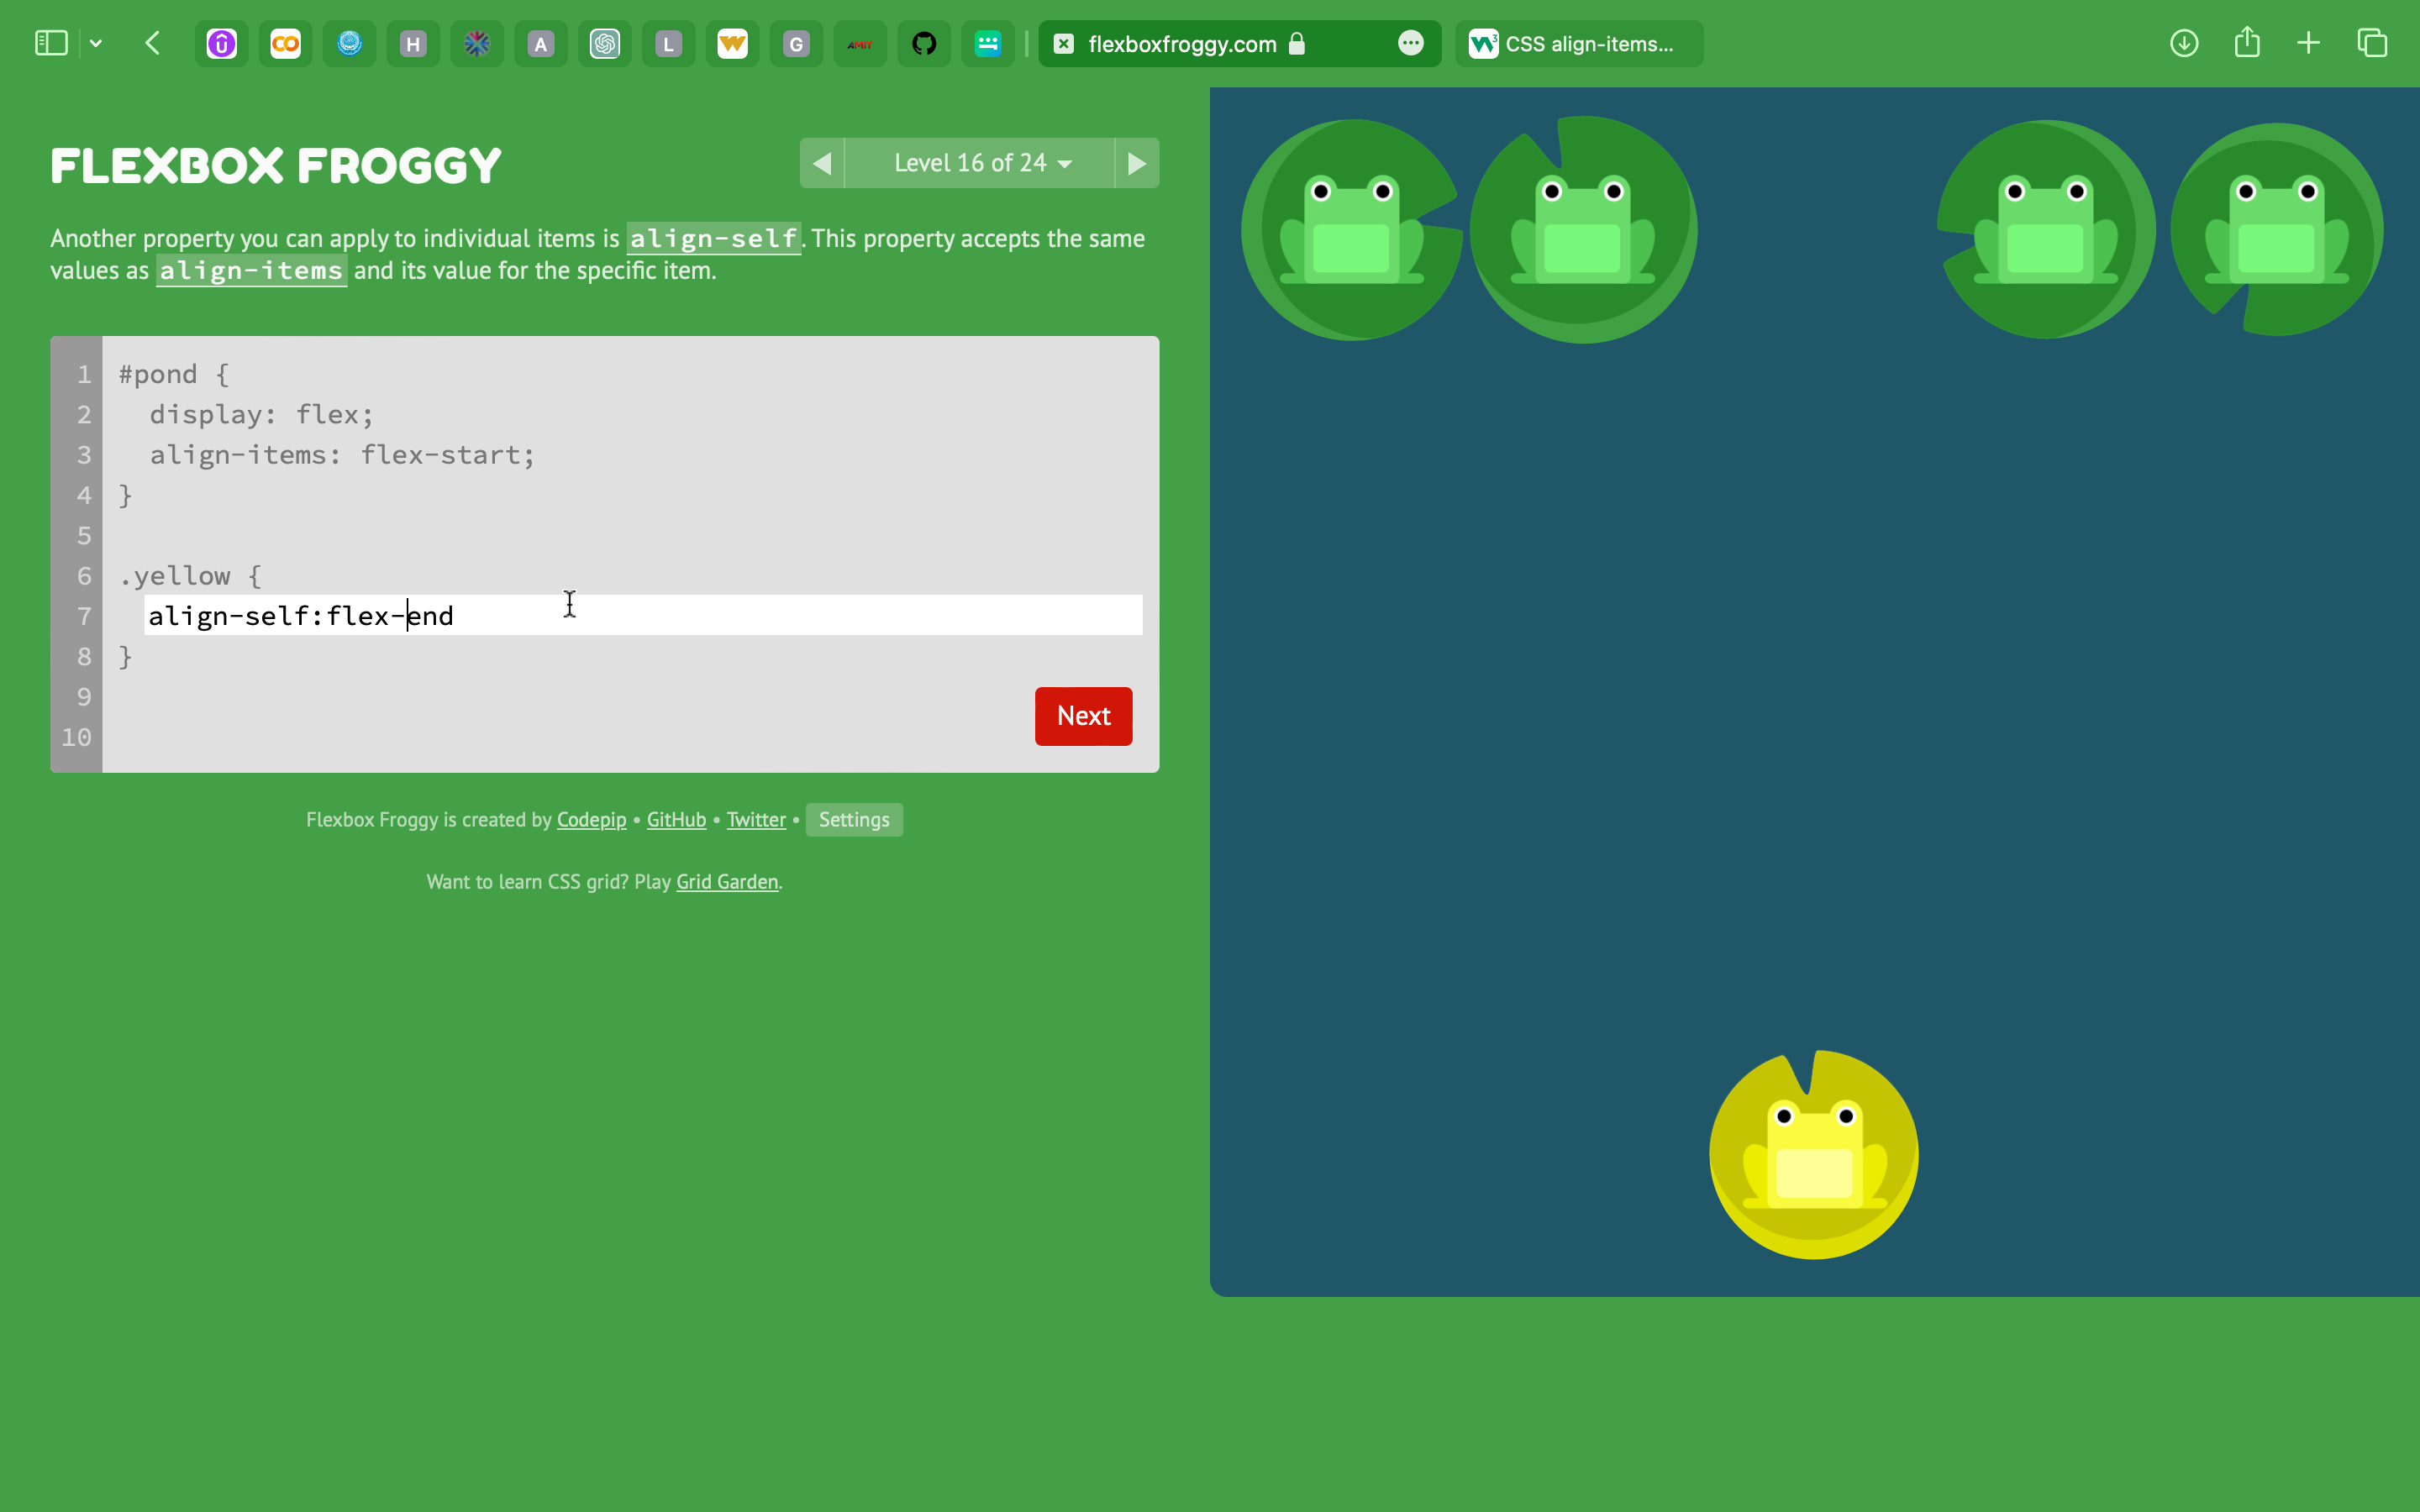 H A L G AMIT flexboxfroggy.com CSS align-items...
FLEXBOX FROGGY
Level 16 of 24
Another property you can apply to individual items is align-self. This property accepts the same
values as align-items and its value for the specific item.
1 #pond {
2 display: flex;
3 align-items: flex-start;
4 }
5
6 .yellow {
7 align-self:flex-end
8 }
9
10
Next
Flexbox Froggy is created by Codepip • GitHub • Twitter • Settings
Want to learn CSS grid? Play Grid Garden.